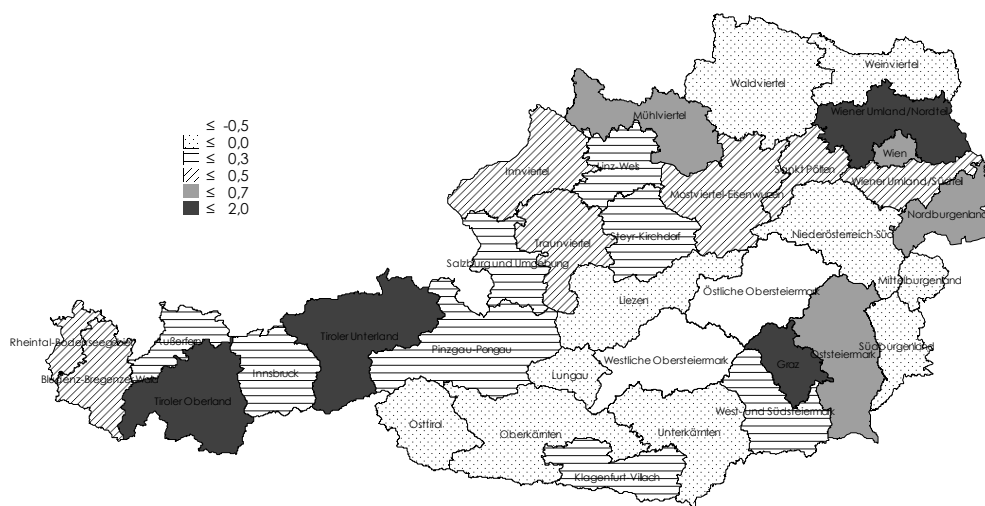 Weinviertel
Waldviertel
Wiener Umland/Nordteil
Mühlviertel
≤ -0,5
≤ 0,0
≤ 0,3
≤ 0,5
≤ 0,7
≤ 2,0
Wien
Linz-Wels
Sankt Pölten
Innviertel
Wiener Umland/Südteil
Mostviertel-Eisenwurzen
Nordburgenland
Niederösterreich-Süd
Steyr-Kirchdorf
Traunviertel
Salzburg und Umgebung
Mittelburgenland
Östliche Obersteiermark
Liezen
Tiroler Unterland
Rheintal-Bodenseegebiet
Außerfern
Pinzgau-Pongau
Südburgenland
Oststeiermark
Westliche Obersteiermark
Graz
Innsbruck
Lungau
Bludenz-Bregenzer Wald
Tiroler Oberland
West- und Südsteiermark
Osttirol
Oberkärnten
Unterkärnten
Klagenfurt-Villach